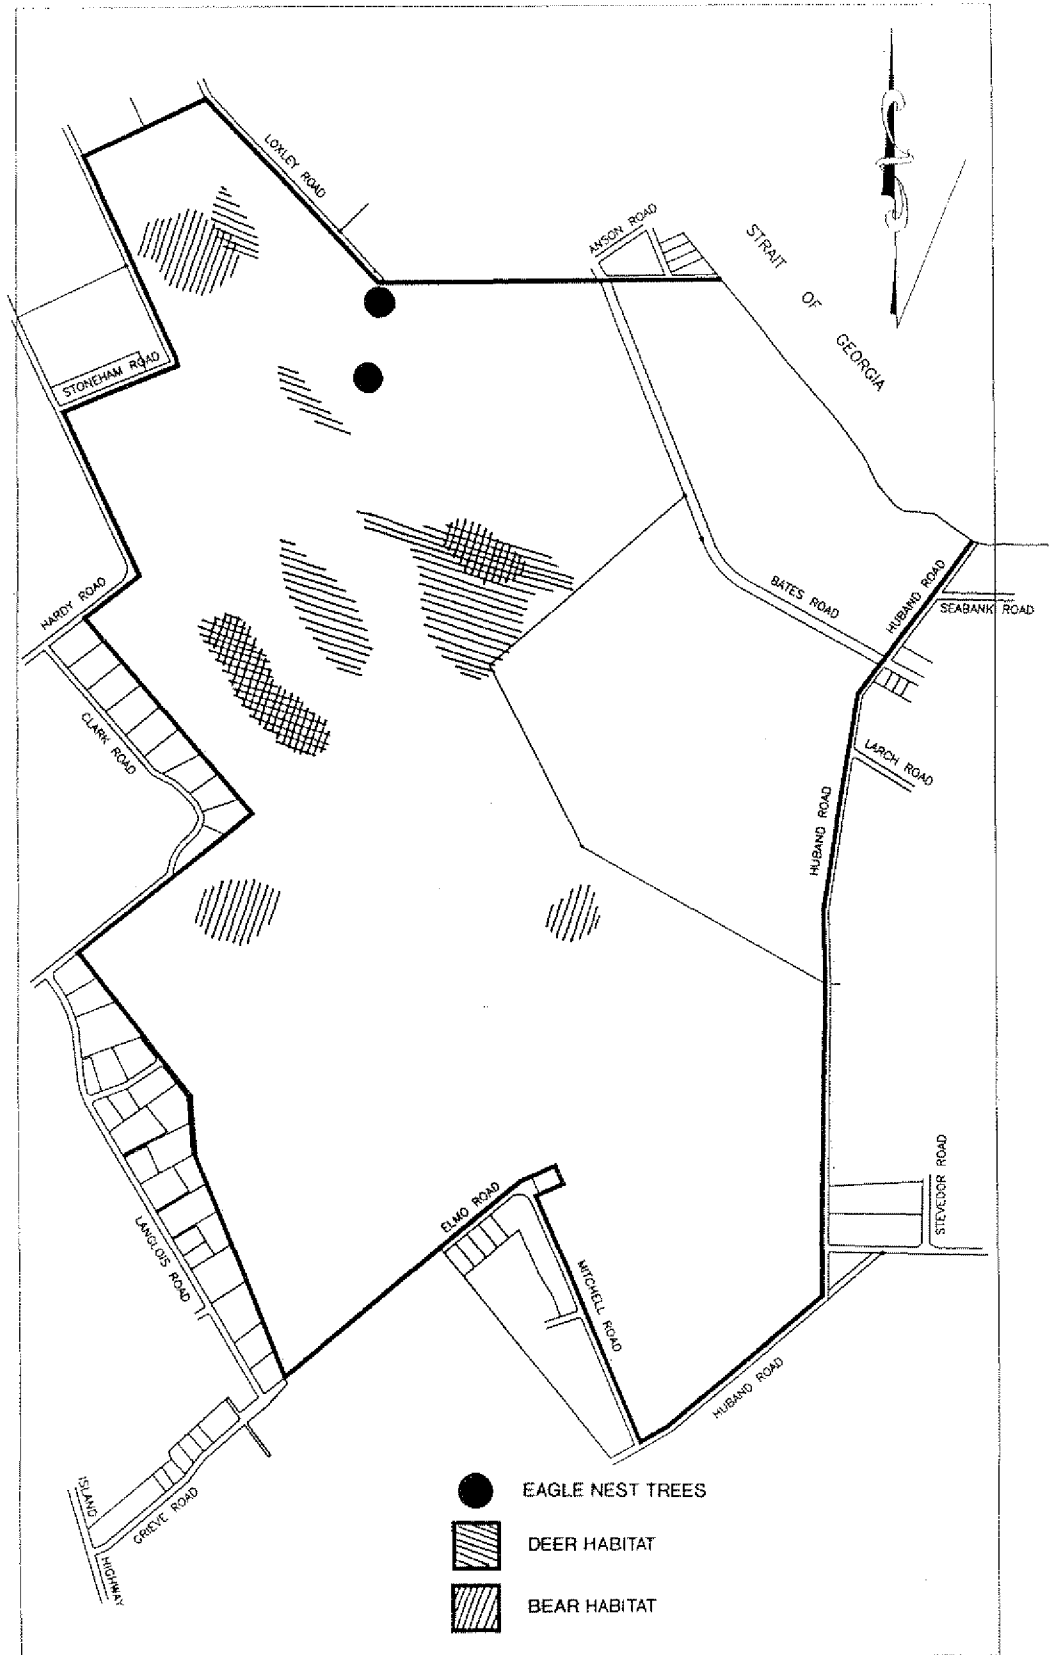 LOXLEY ROAD
ANSON ROAD
STRAIT
OF
GEORGIA
STONEHAM ROAD
HARDY ROAD
BATES ROAD
HUBAND ROAD
SEABANK ROAD
CLARK ROAD
LARCH ROAD
HUBAND ROAD
STEVEDOR ROAD
ELMO ROAD
LANGLOIS ROAD
MITCHELL ROAD
HUBAND ROAD
ISLAND
HIGHWAY
GRIEVE ROAD
EAGLE NEST TREES
DEER HABITAT
BEAR HABITAT